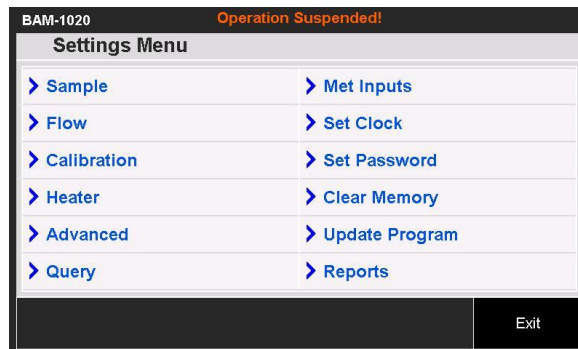 BAM-1020 Operation Suspended!
Settings Menu
Sample
Flow
Calibration
Heater
Advanced
Query
Met Inputs
Set Clock
Set Password
Clear Memory
Update Program
Reports
Exit